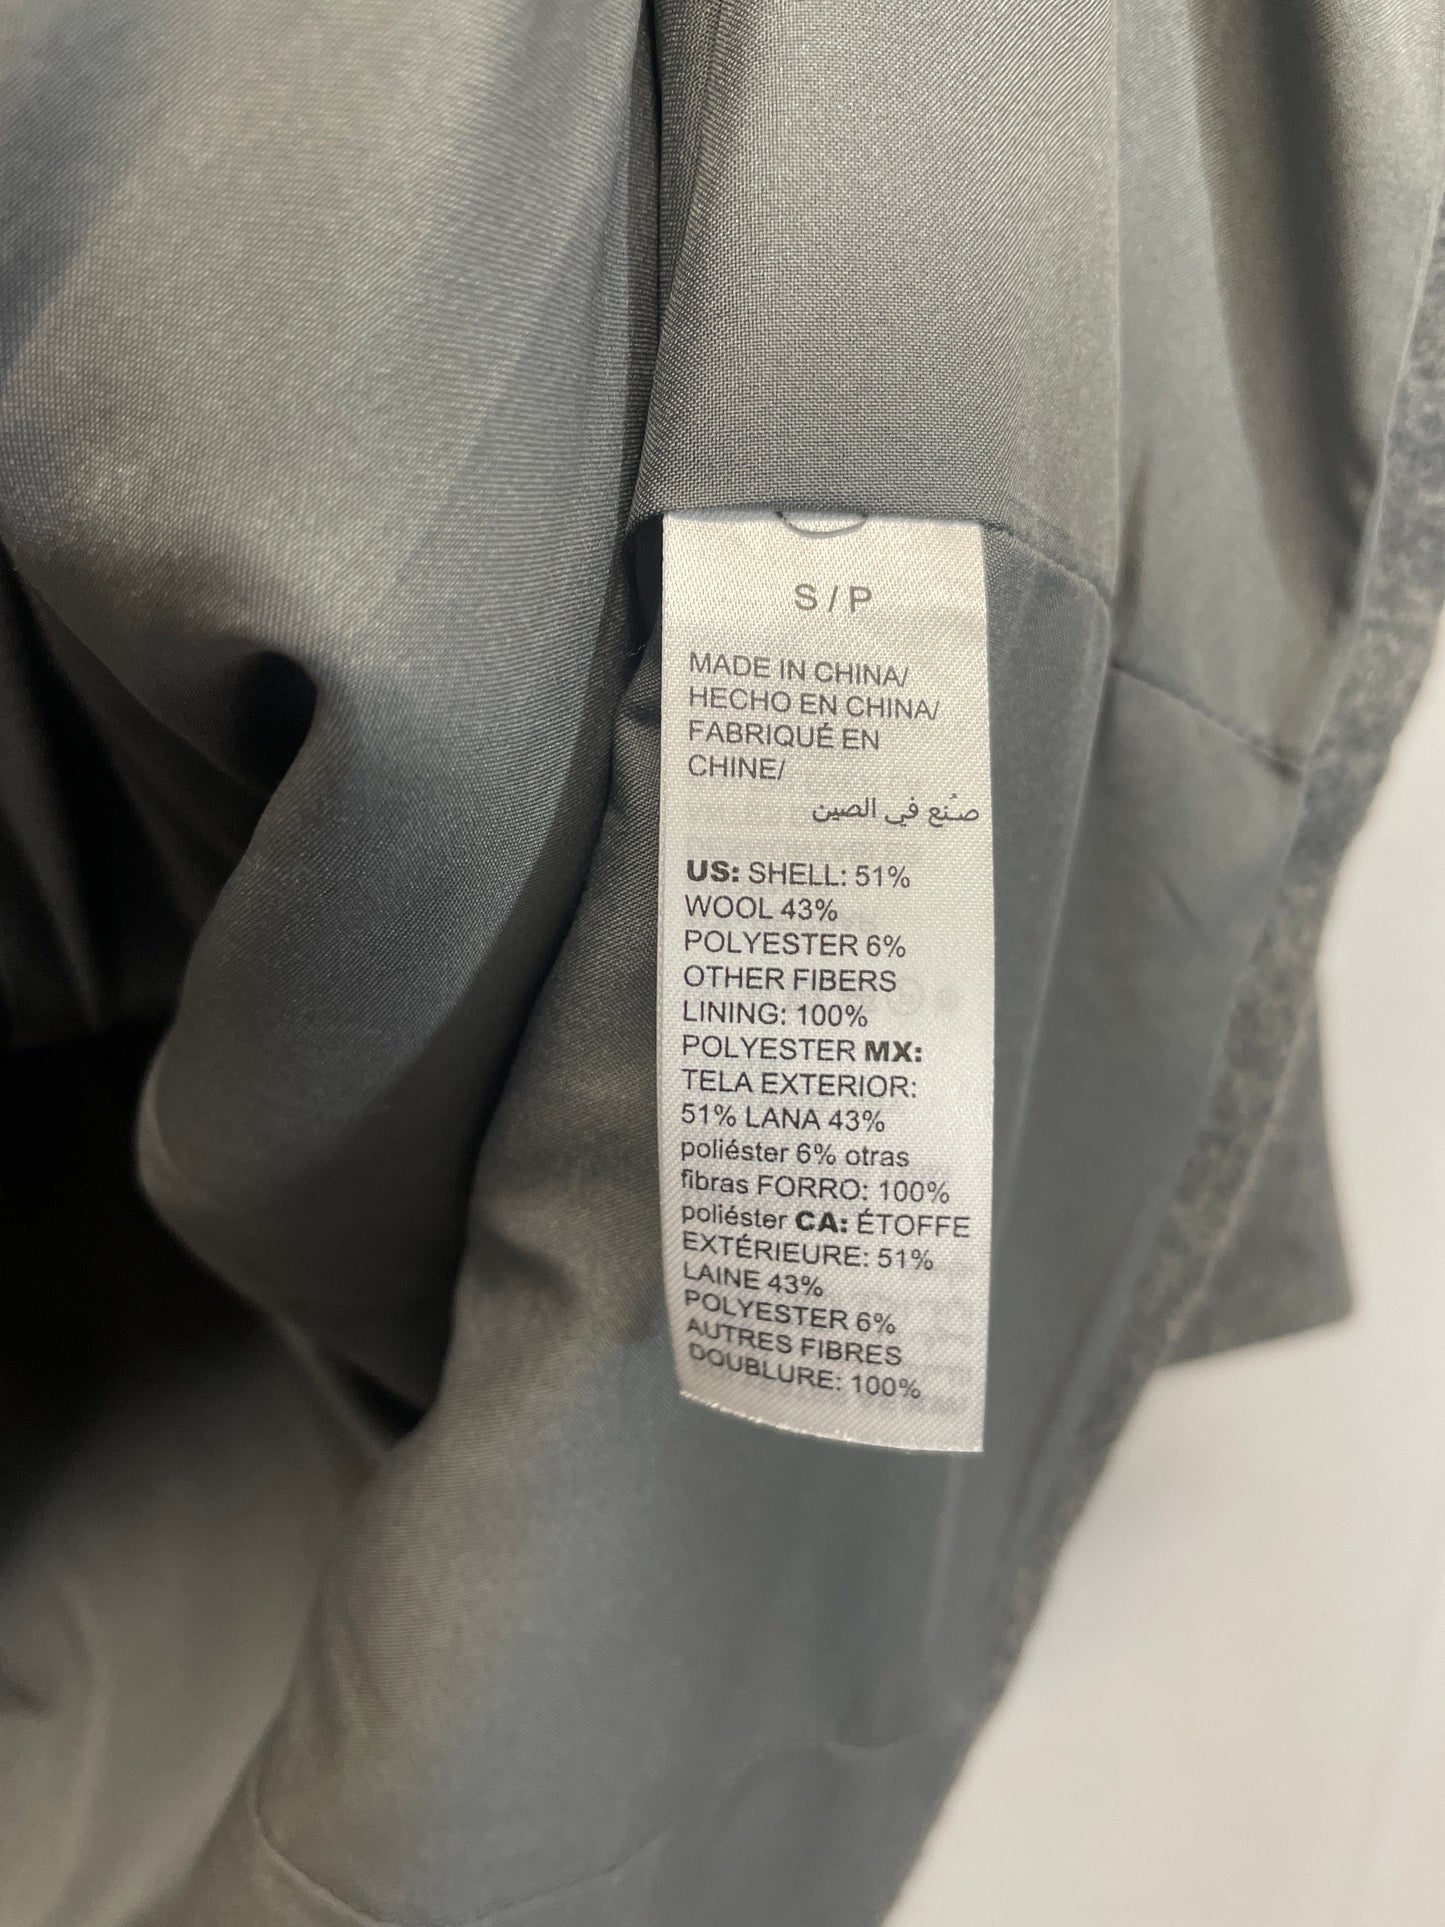 S / P
MADE IN CHINA/
HECHO EN CHINA/
FABRIQUÉ EN
CHINE/
صُنع في الصين
US: SHELL: 51%
WOOL 43%
POLYESTER 6%
OTHER FIBERS
LINING: 100%
POLYESTER MX:
TELA EXTERIOR:
51% LANA 43%
poliéster 6% otras
fibras FORRO: 100%
poliéster CA: ÉTOFFE
EXTÉRIEURE: 51%
LAINE 43%
POLYESTER 6%
AUTRES FIBRES
DOUBLURE: 100%